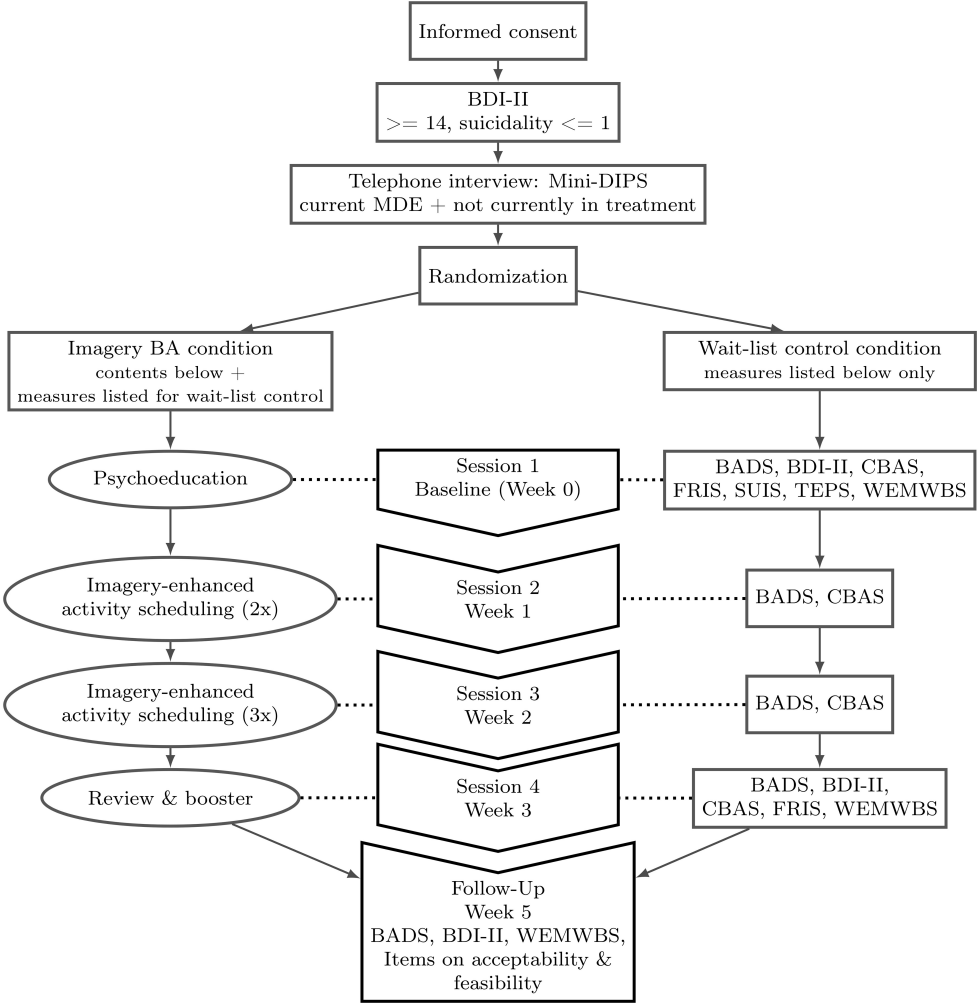 Informed consent
BDI-II
>= 14, suicidality <= 1
Telephone interview: Mini-DIPS
current MDE + not currently in treatment
Randomization
Imagery BA condition
contents below +
measures listed for wait-list control
Wait-list control condition
measures listed below only
Psychoeducation
Session 1
Baseline (Week 0)
BADS, BDI-II, CBAS,
FRIS, SUIS, TEPS, WEMWBS
Imagery-enhanced
activity scheduling (2x)
Session 2
Week 1
BADS, CBAS
Imagery-enhanced
activity scheduling (3x)
Session 3
Week 2
BADS, CBAS
Review & booster
Session 4
Week 3
BADS, BDI-II,
CBAS, FRIS, WEMWBS
Follow-Up
Week 5
BADS, BDI-II, WEMWBS,
Items on acceptability &
feasibility